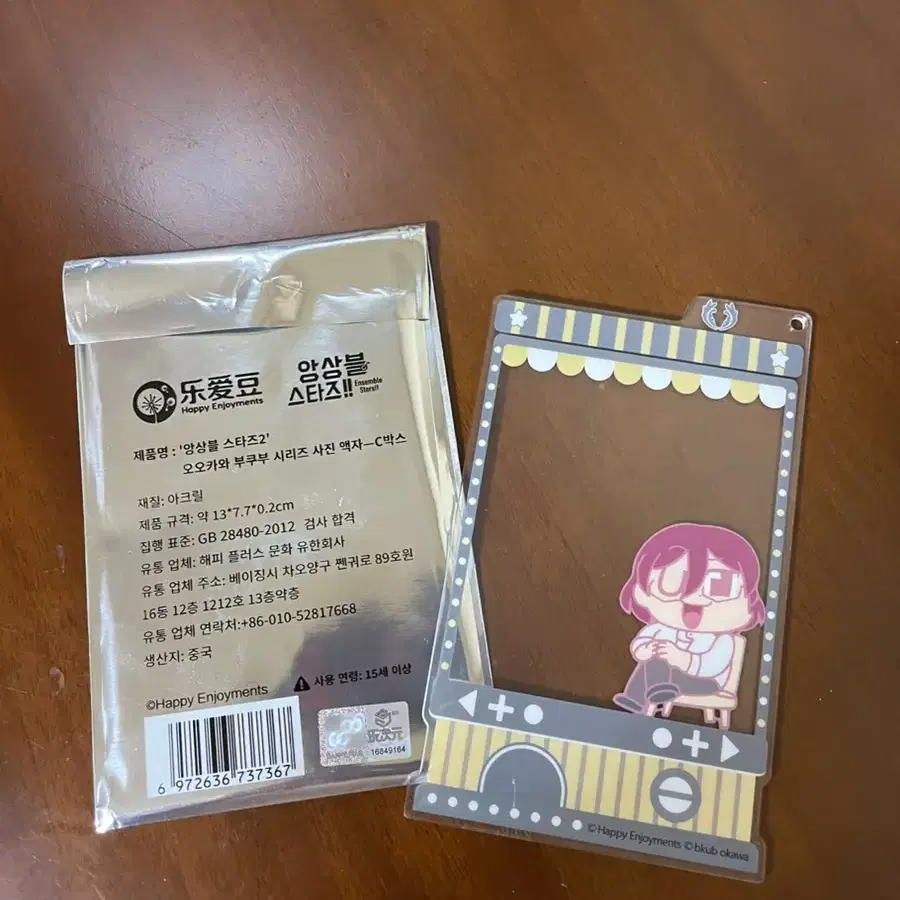 乐爱豆
Happy Enjoyments
앙상블
스타즈!!
Ensemble
Stars!!
제품명 : '앙상블 스타즈2'
오오카와 부쿠부 시리즈 사진 액자—C박스
재질: 아크릴
제품 규격: 약 13*7.7*0.2cm
집행 표준: GB 28480-2012 검사 합격
유통 업체: 해피 플러스 문화 유한회사
유통 업체 주소: 베이징시 차오양구 쩬궈로 89호원
16동 12층 1212호 13층약층
유통 업체 연락처:+86-010-52817668
생산지: 중국
사용 연령: 15세 이상
©Happy Enjoyments
6 972636 737367
16849164
© Happy Enjoyments © bkub okawa